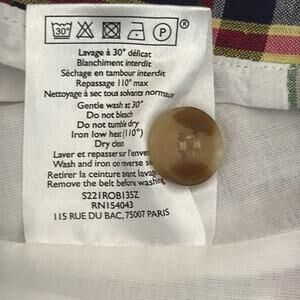 30° P ®
Lavage à 30° délicat
Blanchiment interdit
Séchage en tambour interdit
Repassage 110° max
Nettoyage à sec tous solvants normaux
Gentle wash at 30°
Do not bleach
Do not tumble dry
Iron low heat (110°)
Dry clean
Laver et repasser sur l'envers
Wash and iron on reverse
Retirer la ceinture avant lavage
Remove the belt before washing
S221ROB135Z
RN154043
115 RUE DU BAC, 75007 PARIS